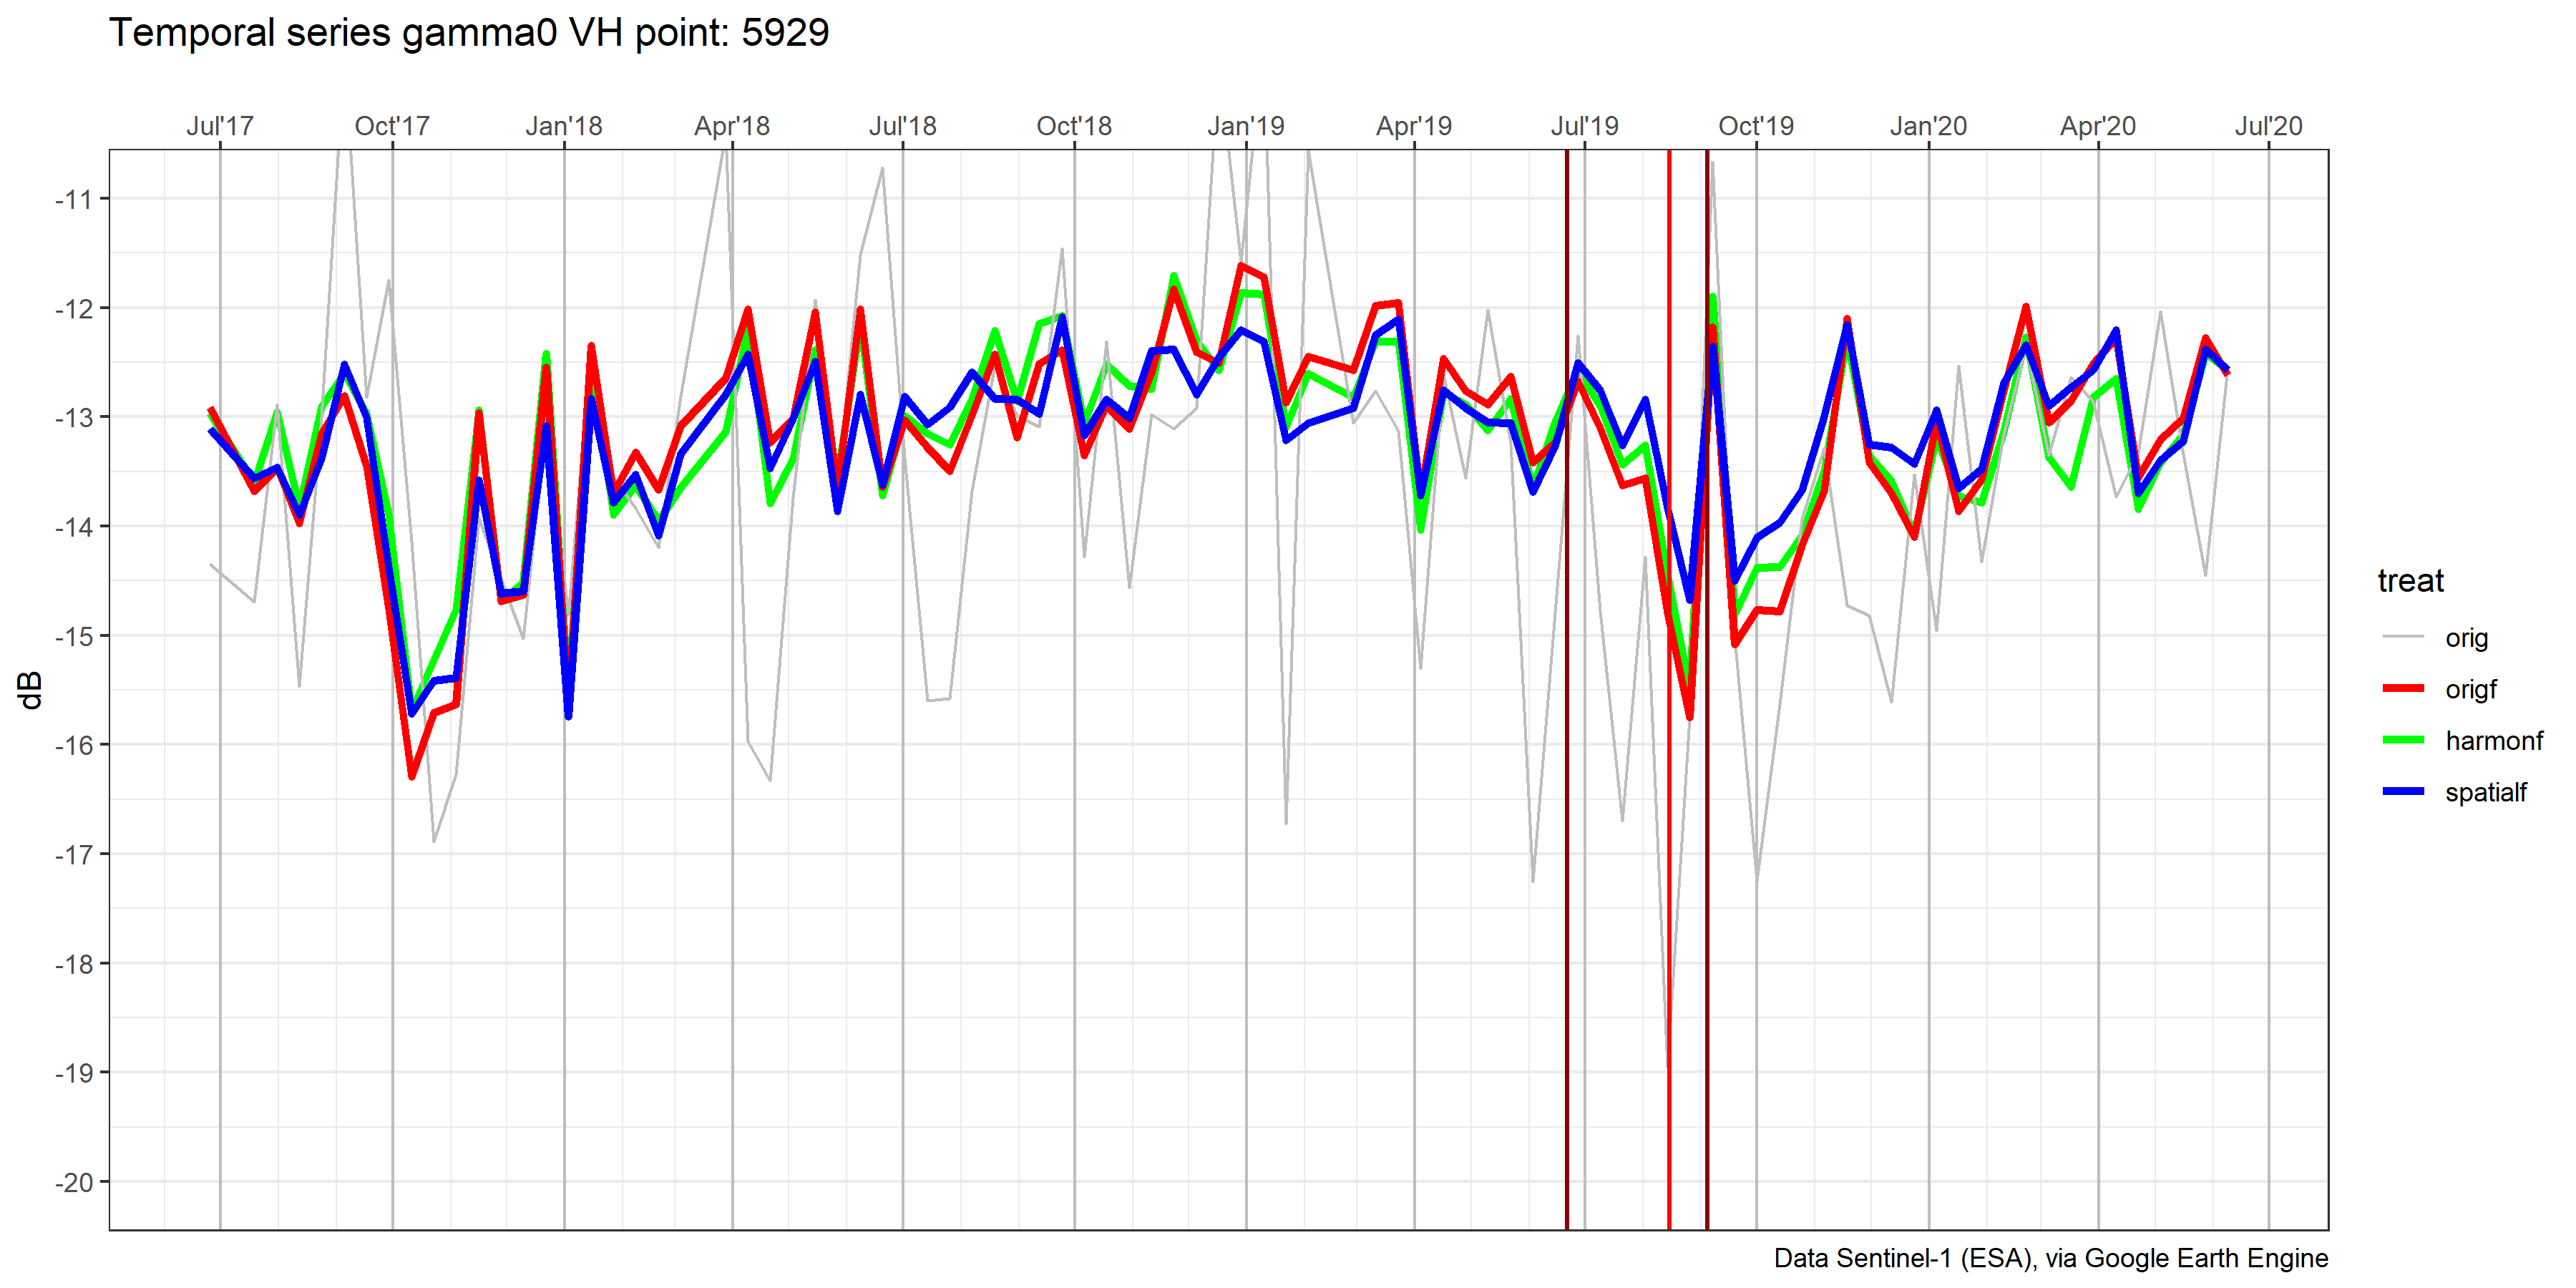 Temporal series gamma0 VH point: 5929
Jul'17 Oct'17 Jan'18 Apr'18 Jul'18 Oct'18 Jan'19 Apr'19 Jul'19 Oct'19 Jan'20 Apr'20 Jul'20
-11
-12
-13
-14
-15
-16
-17
-18
-19
-20
dB
treat
orig
origf
harmonf
spatialf
Data Sentinel-1 (ESA), via Google Earth Engine